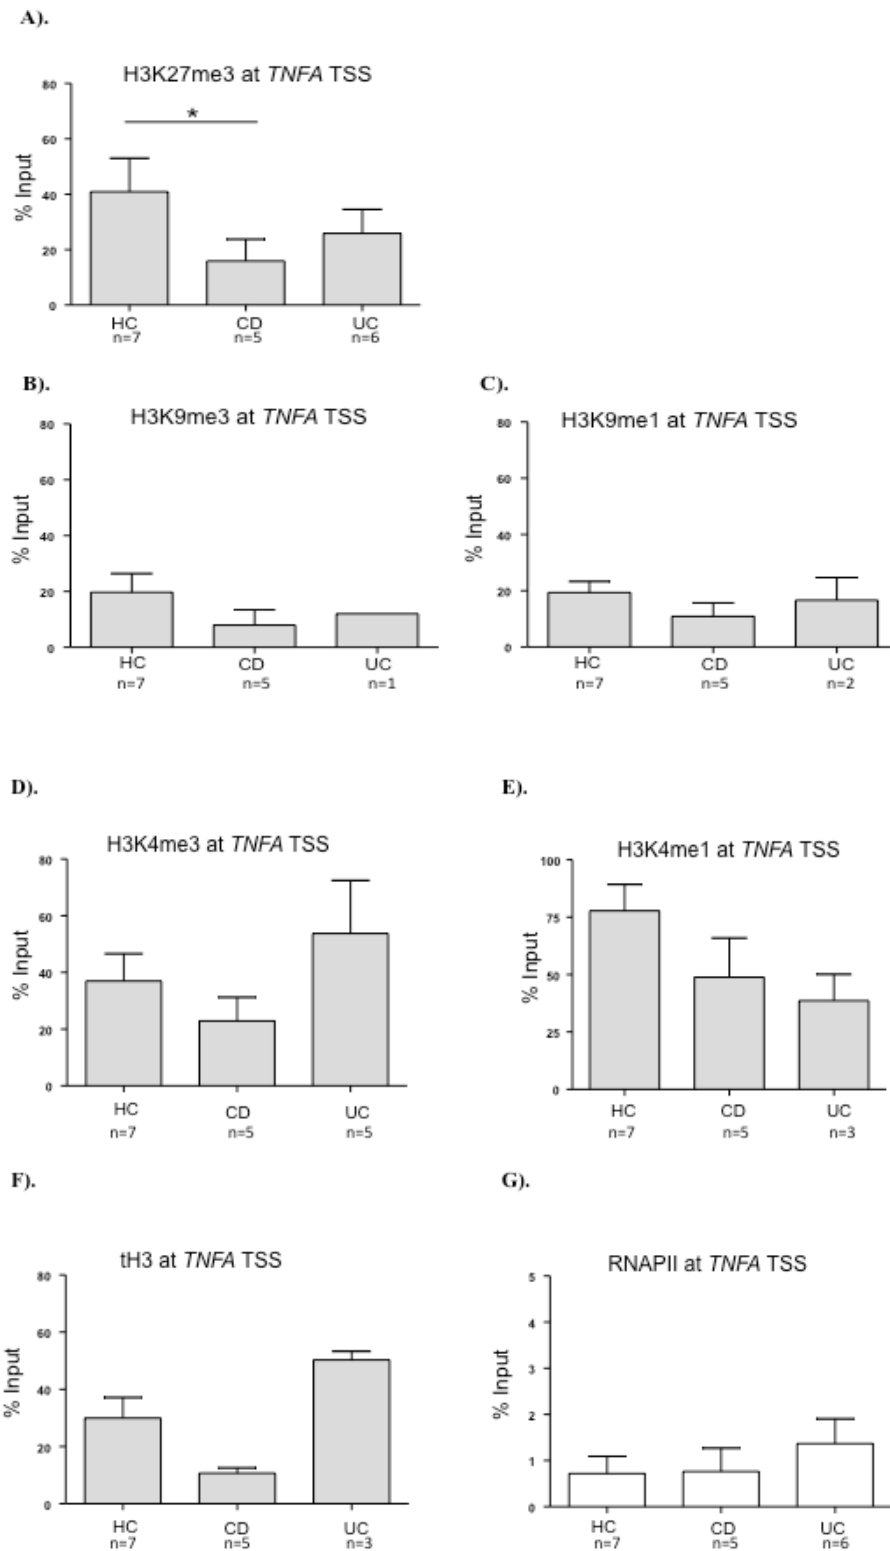 A).
H3K27me3 at TNFA TSS
80
60
40
20
0
% Input
*
HC CD UC
n=7 n=5 n=6
B).
H3K9me3 at TNFA TSS
80
60
40
20
0
% Input
HC CD UC
n=7 n=5 n=1
C).
H3K9me1 at TNFA TSS
80
60
40
20
0
% Input
HC CD UC
n=7 n=5 n=2
D).
H3K4me3 at TNFA TSS
80
60
40
20
0
% Input
HC CD UC
n=7 n=5 n=5
E).
H3K4me1 at TNFA TSS
100
75
50
25
0
% Input
HC CD UC
n=7 n=5 n=3
F).
tH3 at TNFA TSS
80
60
40
20
0
% Input
HC CD UC
n=7 n=5 n=3
G).
RNAPII at TNFA TSS
5
4
3
2
1
0
% Input
HC CD UC
n=7 n=5 n=6